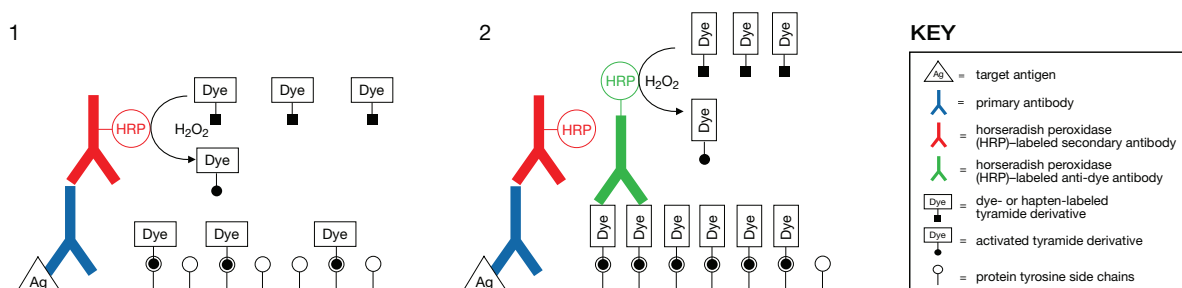 1
Dye
HRP
H₂O₂
Dye
Dye Dye Dye
Ag
2
Dye Dye Dye
HRP
H₂O₂
HRP
Dye
Dye Dye Dye Dye Dye Dye
Ag
KEY
Ag = target antigen
= primary antibody
= horseradish peroxidase
(HRP)–labeled secondary antibody
= horseradish peroxidase
(HRP)–labeled anti-dye antibody
Dye = dye- or hapten-labeled
tyramide derivative
Dye = activated tyramide derivative
= protein tyrosine side chains